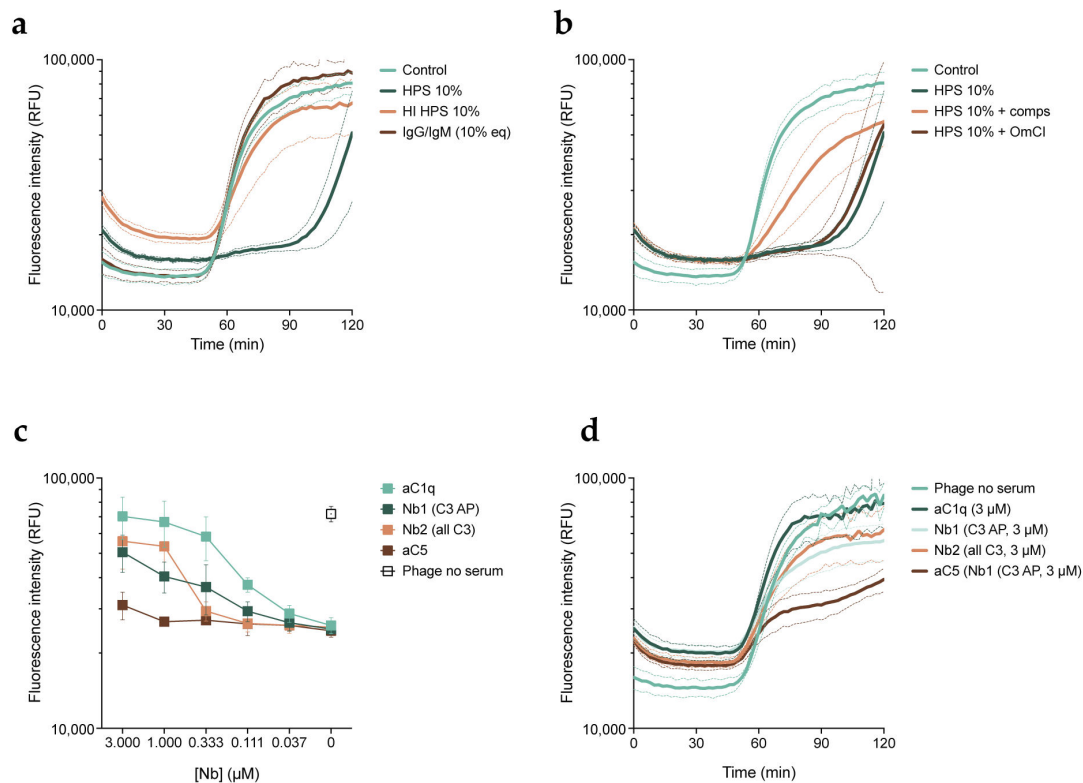 a
100,000
10,000
Fluorescence intensity (RFU)
0 30 60 90 120
Time (min)
Control
HPS 10%
HI HPS 10%
IgG/IgM (10% eq)
b
100,000
10,000
Fluorescence intensity (RFU)
0 30 60 90 120
Time (min)
Control
HPS 10%
HPS 10% + comps
HPS 10% + OmCI
c
100,000
10,000
Fluorescence intensity (RFU)
3.000 1.000 0.333 0.111 0.037 0
[Nb] (µM)
aC1q
Nb1 (C3 AP)
Nb2 (all C3)
aC5
Phage no serum
d
100,000
10,000
Fluorescence intensity (RFU)
0 30 60 90 120
Time (min)
Phage no serum
aC1q (3 µM)
Nb1 (C3 AP, 3 µM)
Nb2 (all C3, 3 µM)
aC5 (Nb1 (C3 AP, 3 µM)